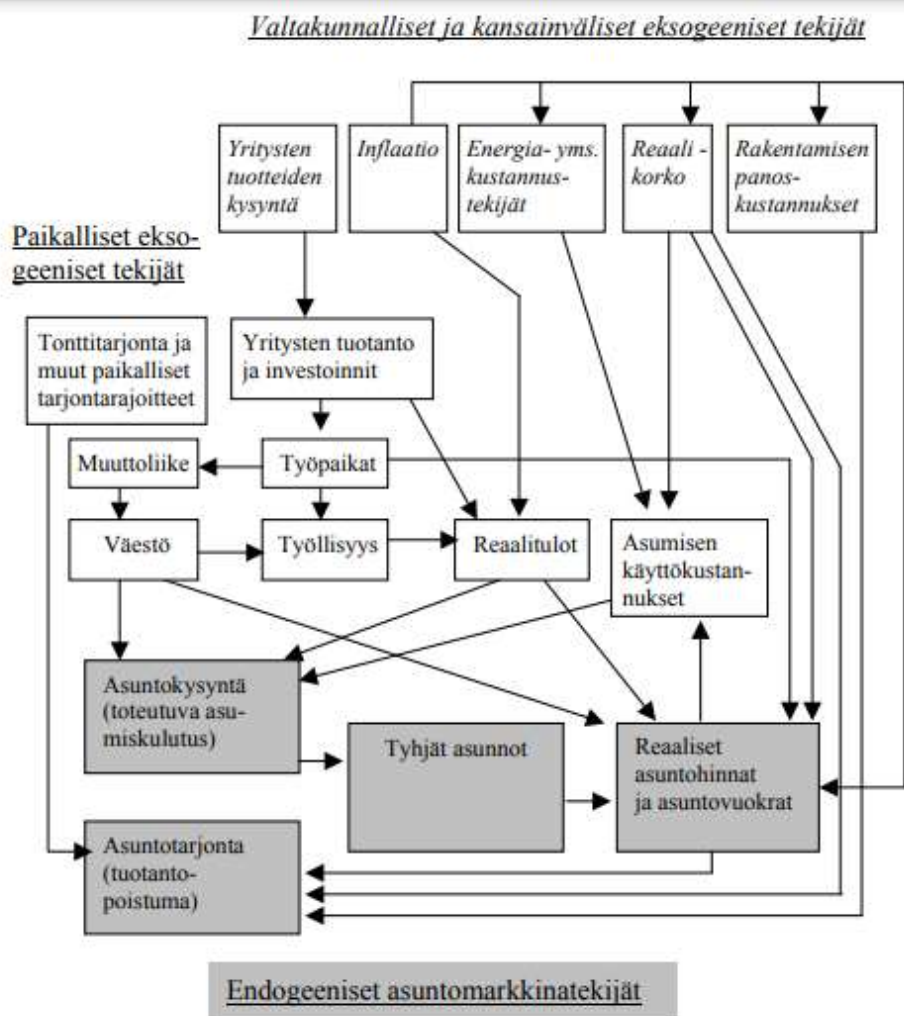 Valtakunnalliset ja kansainväliset eksogeeniset tekijät
Yritysten
tuotteiden
kysyntä
Inflaatio
Energia- yms.
kustannus-
tekijät
Reaali -
korko
Rakentamisen
panos-
kustannukset
Paikalliset ekso-
geeniset tekijät
Tonttitarjonta ja
muut paikalliset
tarjontarajoitteet
Yritysten tuotanto
ja investoinnit
Muuttoliike
Työpaikat
Väestö
Työllisyys
Reaalitulot
Asumisen
käyttökustan-
nukset
Asuntokysyntä
(toteutuva asu-
miskulutus)
Tyhjät asunnot
Reaaliset
asuntohinnat
ja asuntovuokrat
Asuntotarjonta
(tuotanto-
poistuma)
Endogeeniset asuntomarkkinatekijät